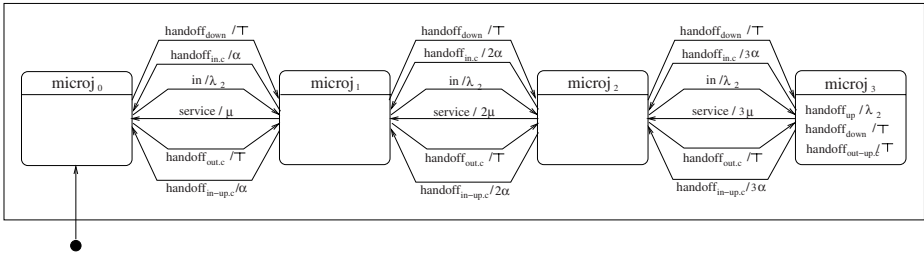 handoff_down /⊤ handoff_down /⊤ handoff_down /⊤
handoff_in.c /α handoff_in.c /2α handoff_in.c /3α
microj_0 in /λ_2 microj_1 in /λ_2 microj_2 in /λ_2 microj_3
service / μ service / 2μ service / 3μ handoff_up / λ_2
handoff_down /⊤
handoff_out.c /⊤ handoff_out.c /⊤ handoff_out.c /⊤ handoff_out-up.c /⊤
handoff_in-up.c /α handoff_in-up.c /2α handoff_in-up.c /3α